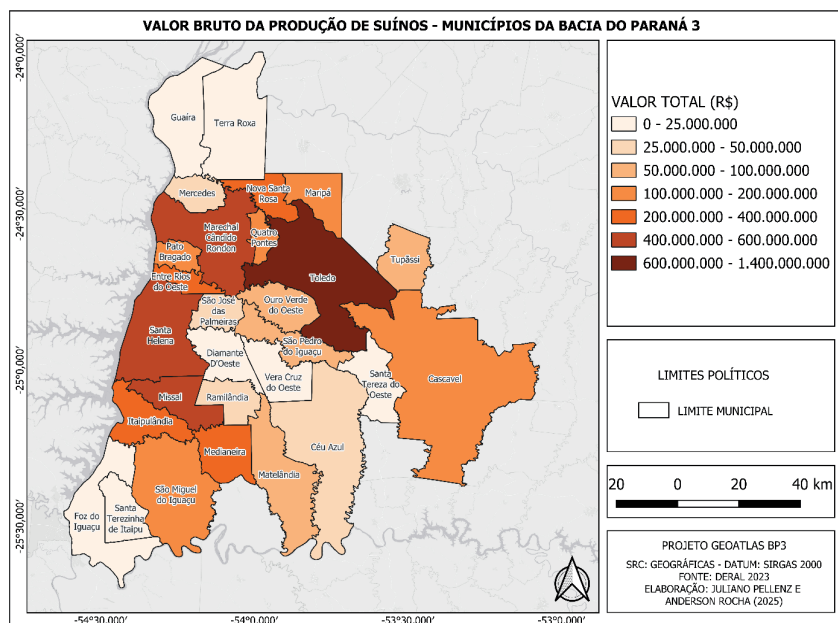 VALOR BRUTO DA PRODUÇÃO DE SUÍNOS - MUNICÍPIOS DA BACIA DO PARANÁ 3
-24°0,000'
-24°30,000'
-25°0,000'
-25°30,000'
Guaíra
Terra Roxa
Mercedes
Nova Santa
Rosa
Maripá
Marechal
Cândido
Rondon
Quatro
Pontes
Pato
Bragado
Tupãssi
Toledo
Entre Rios
do Oeste
São José
das
Palmeiras
Ouro Verde
do Oeste
Santa
Helena
São Pedro
do Iguaçu
Diamante
D'Oeste
Vera Cruz
do Oeste
Santa
Tereza do
Oeste
Cascavel
Missal
Ramilândia
Itaipulândia
Medianeira
Céu Azul
Matelândia
São Miguel
do Iguaçu
Foz do
Iguaçu
Santa
Terezinha
de Itaipu
-54°30,000'
-54°0,000'
-53°30,000'
-53°0,000'
VALOR TOTAL (R$)
0 - 25.000.000
25.000.000 - 50.000.000
50.000.000 - 100.000.000
100.000.000 - 200.000.000
200.000.000 - 400.000.000
400.000.000 - 600.000.000
600.000.000 - 1.400.000.000
LIMITES POLÍTICOS
LIMITE MUNICIPAL
20 0 20 40 km
PROJETO GEOATLAS BP3
SRC: GEOGRÁFICAS - DATUM: SIRGAS 2000
FONTE: DERAL 2023
ELABORAÇÃO: JULIANO PELLENZ E
ANDERSON ROCHA (2025)